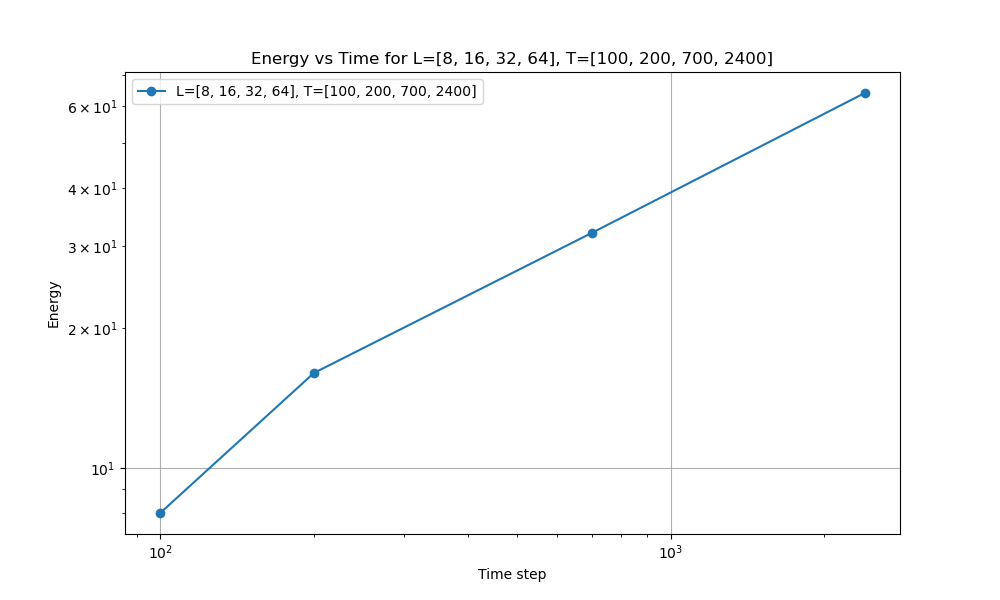 Energy vs Time for L=[8, 16, 32, 64], T=[100, 200, 700, 2400]
L=[8, 16, 32, 64], T=[100, 200, 700, 2400]
6 × 10¹
4 × 10¹
3 × 10¹
2 × 10¹
10¹
Energy
10² 10³
Time step